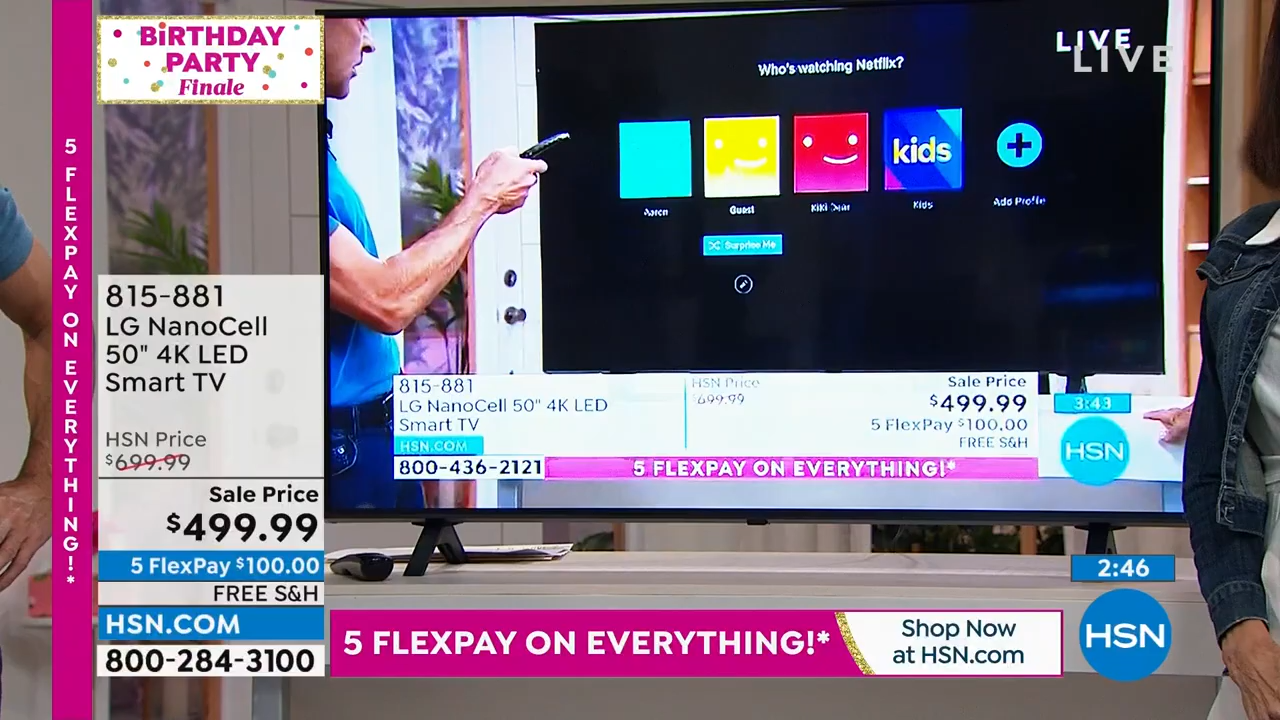 BiRTHDAY
PARTY
Finale
5 FLEXPAY ON EVERYTHING!*
815-881
LG NanoCell
50" 4K LED
Smart TV
HSN Price
$699.99
Sale Price
$499.99
5 FlexPay $100.00
FREE S&H
HSN.COM
800-284-3100
LIVE
LIVE
Who's watching Netflix?
kids
Aaron
Guest
Kiki Dear
Kids
Add Profile
Surprise Me
815-881
LG NanoCell 50" 4K LED
Smart TV
HSN.COM
800-436-2121
HSN Price
$699.99
Sale Price
$499.99
5 FlexPay $100.00
FREE S&H
5 FLEXPAY ON EVERYTHING!*
3:43
HSN
2:46
5 FLEXPAY ON EVERYTHING!*
Shop Now
at HSN.com
HSN